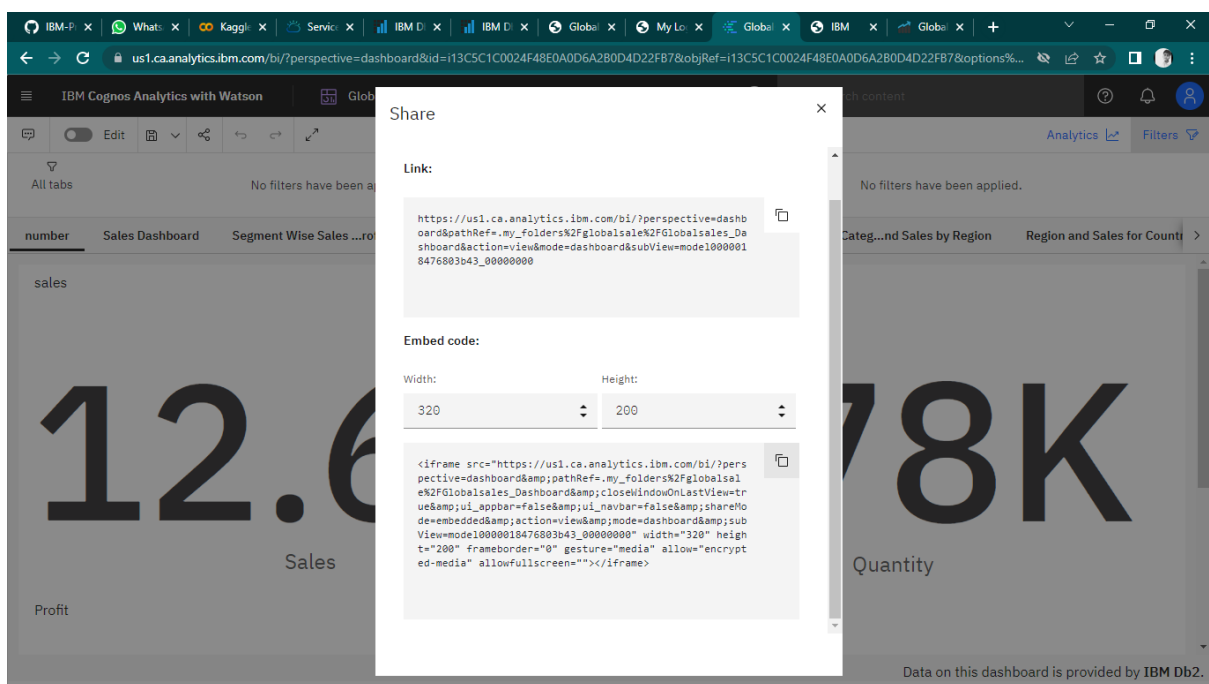 IBM-P
Whats
Kaggle
Servic
IBM D
IBM D
Global
My Lo
Global
IBM
Global
us1.ca.analytics.ibm.com/bi/?perspective=dashboard&id=i13C5C1C0024F48E0A0D6A2B0D4D22FB7&objRef=i13C5C1C0024F48E0A0D6A2B0D4D22FB7&options%...
IBM Cognos Analytics with Watson
Glob
rch content
Edit
Analytics
Filters
All tabs
No filters have been a
No filters have been applied.
number
Sales Dashboard
Segment Wise Sales ...rof
Categ...nd Sales by Region
Region and Sales for Count
sales
12.6
78K
Sales
Quantity
Profit
Share
Link:
https://us1.ca.analytics.ibm.com/bi/?perspective=dashb
oard&pathRef=.my_folders%2Fglobalsale%2FGlobalsales_Da
shboard&action=view&mode=dashboard&subView=model000001
8476803b43_00000000
Embed code:
Width:
Height:
320
200
<iframe src="https://us1.ca.analytics.ibm.com/bi/?pers
pective=dashboard&amp;pathRef=.my_folders%2Fglobalsal
e%2FGlobalsales_Dashboard&amp;closeWindowOnLastView=tr
ue&amp;ui_appbar=false&amp;ui_navbar=false&amp;shareMo
de=embedded&amp;action=view&amp;mode=dashboard&amp;sub
View=model0000018476803b43_00000000" width="320" heigh
t="200" frameborder="0" gesture="media" allow="encrypt
ed-media" allowfullscreen=""></iframe>
Data on this dashboard is provided by IBM Db2.